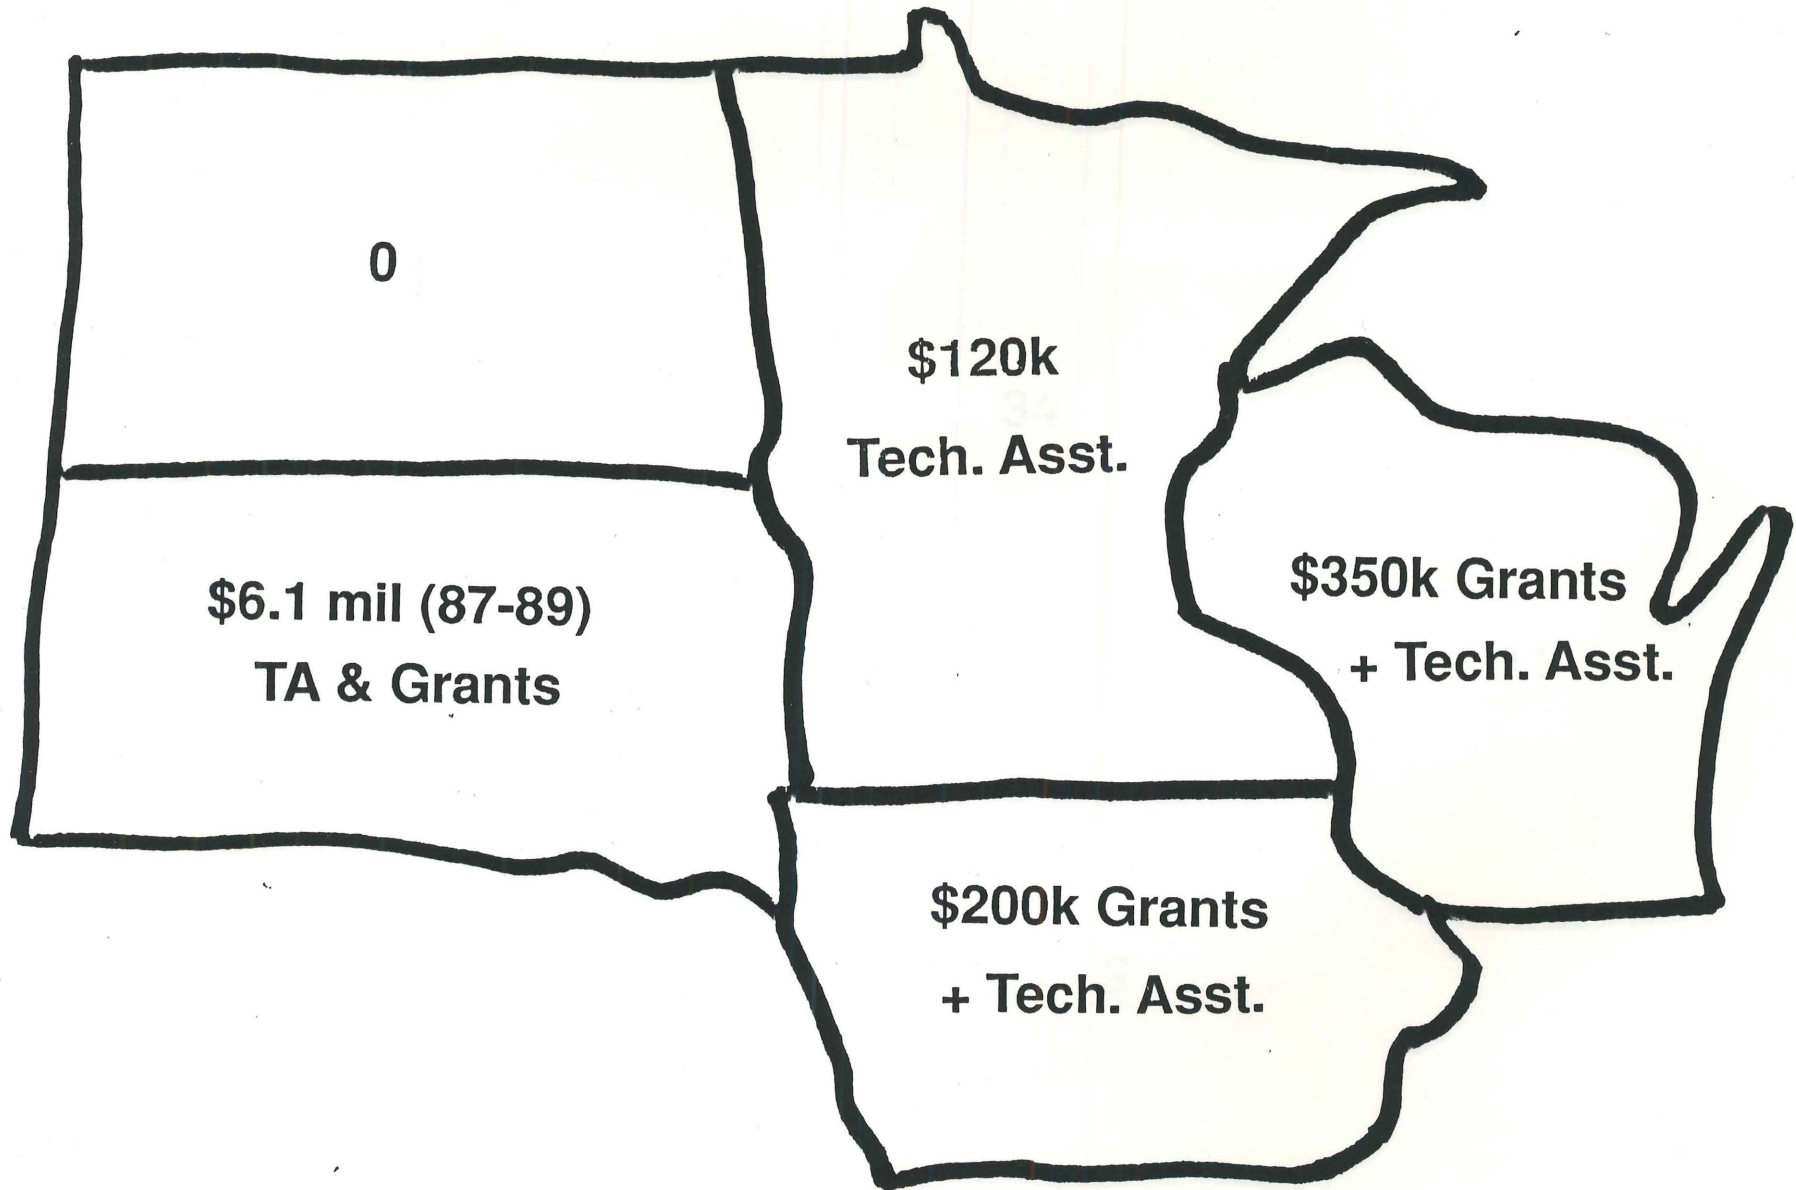 0
$120k
Tech. Asst.
$6.1 mil (87-89)
TA & Grants
$350k Grants
+ Tech. Asst.
$200k Grants
+ Tech. Asst.